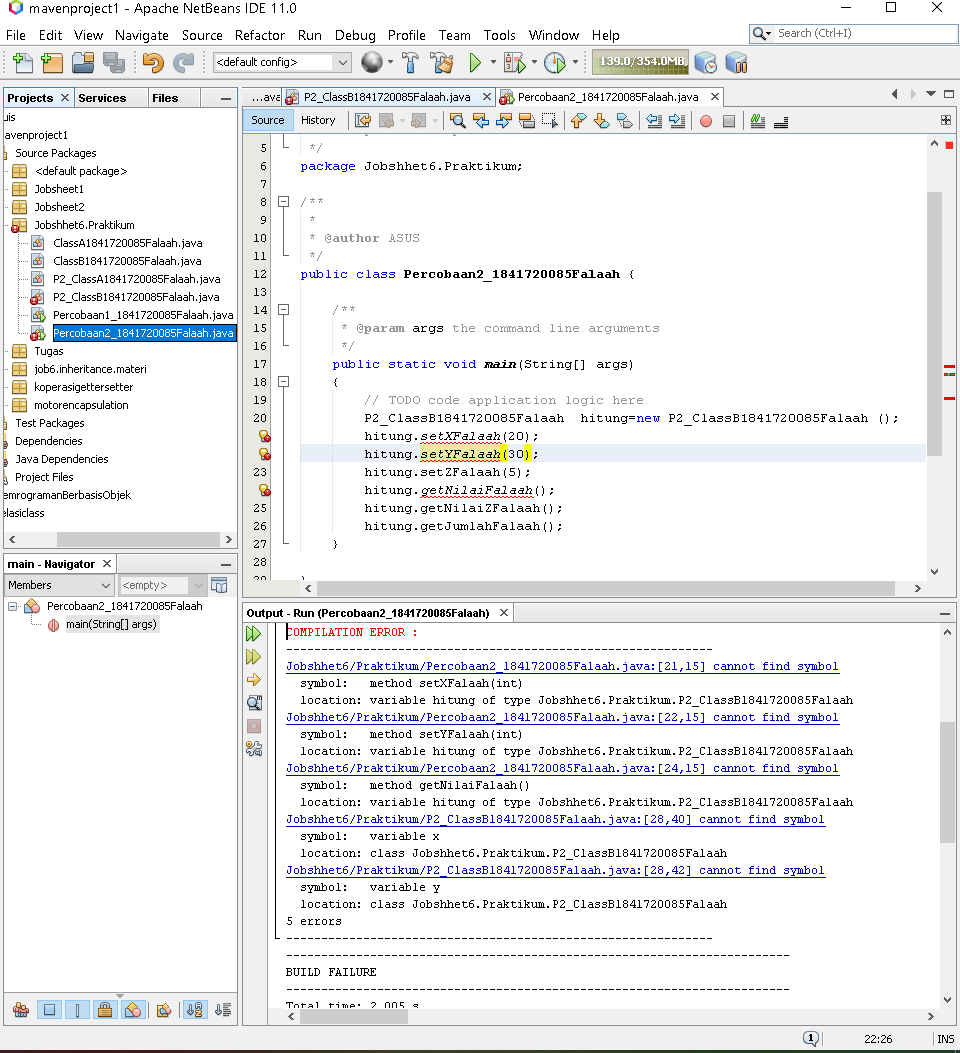 mavenproject1 - Apache NetBeans IDE 11.0
File Edit View Navigate Source Refactor Run Debug Profile Team Tools Window Help
Search (Ctrl+I)
<default config>
139.0/354.0MB
Projects Services Files
uis
avenproject1
Source Packages
<default package>
Jobsheet1
Jobsheet2
Jobshhet6.Praktikum
ClassA1841720085Falaah.java
ClassB1841720085Falaah.java
P2_ClassA1841720085Falaah.java
P2_ClassB1841720085Falaah.java
Percobaan1_1841720085Falaah.java
Percobaan2_1841720085Falaah.java
Tugas
job6.inheritance.materi
koperasigettersetter
motorencapsulation
Test Packages
Dependencies
Java Dependencies
Project Files
emrogramanBerbasisObjek
elasiclass
...ava P2_ClassB1841720085Falaah.java Percobaan2_1841720085Falaah.java
Source History
5 */
6 package Jobshhet6.Praktikum;
7
8 /**
9 *
10 * @author ASUS
11 */
12 public class Percobaan2_1841720085Falaah {
13
14 /**
15 * @param args the command line arguments
16 */
17 public static void main(String[] args)
18 {
19 // TODO code application logic here
20 P2_ClassB1841720085Falaah hitung=new P2_ClassB1841720085Falaah ();
hitung.setXFalaah(20);
hitung.setYFalaah(30);
23 hitung.setZFalaah(5);
hitung.getNilaiFalaah();
25 hitung.getNilaiZFalaah();
26 hitung.getJumlahFalaah();
27 }
28
29 }
main - Navigator
Members <empty>
Percobaan2_1841720085Falaah
main(String[] args)
Output - Run (Percobaan2_1841720085Falaah)
COMPILATION ERROR :
-------------------------------------------------------------
Jobshhet6/Praktikum/Percobaan2_1841720085Falaah.java:[21,15] cannot find symbol
symbol: method setXFalaah(int)
location: variable hitung of type Jobshhet6.Praktikum.P2_ClassB1841720085Falaah
Jobshhet6/Praktikum/Percobaan2_1841720085Falaah.java:[22,15] cannot find symbol
symbol: method setYFalaah(int)
location: variable hitung of type Jobshhet6.Praktikum.P2_ClassB1841720085Falaah
Jobshhet6/Praktikum/Percobaan2_1841720085Falaah.java:[24,15] cannot find symbol
symbol: method getNilaiFalaah()
location: variable hitung of type Jobshhet6.Praktikum.P2_ClassB1841720085Falaah
Jobshhet6/Praktikum/P2_ClassB1841720085Falaah.java:[28,40] cannot find symbol
symbol: variable x
location: class Jobshhet6.Praktikum.P2_ClassB1841720085Falaah
Jobshhet6/Praktikum/P2_ClassB1841720085Falaah.java:[28,42] cannot find symbol
symbol: variable y
location: class Jobshhet6.Praktikum.P2_ClassB1841720085Falaah
5 errors
-------------------------------------------------------------
------------------------------------------------------------------------
BUILD FAILURE
------------------------------------------------------------------------
Total time: 2.005 s
1 22:26 INS